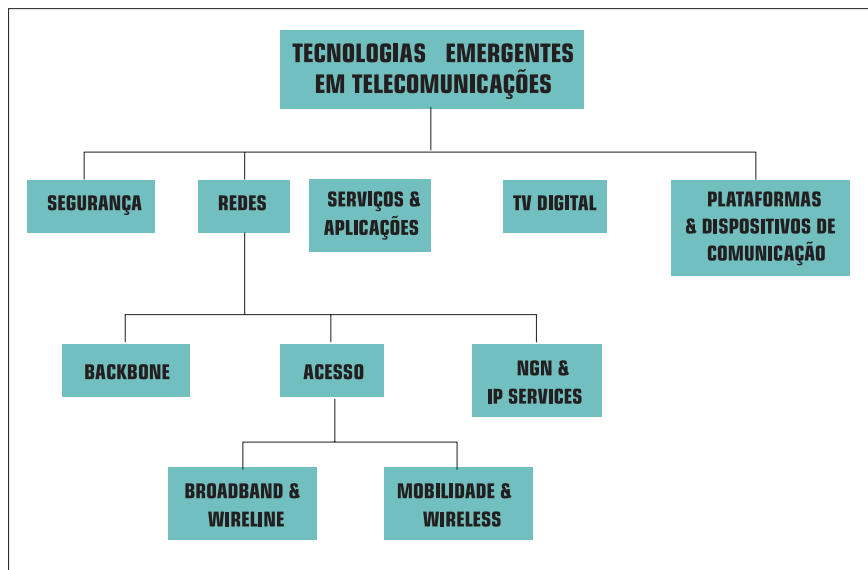 TECNOLOGIAS EMERGENTES
EM TELECOMUNICAÇÕES
SEGURANÇA
REDES
SERVIÇOS &
APLICAÇÕES
TV DIGITAL
PLATAFORMAS
& DISPOSITIVOS DE
COMUNICAÇÃO
BACKBONE
ACESSO
NGN &
IP SERVICES
BROADBAND &
WIRELINE
MOBILIDADE &
WIRELESS